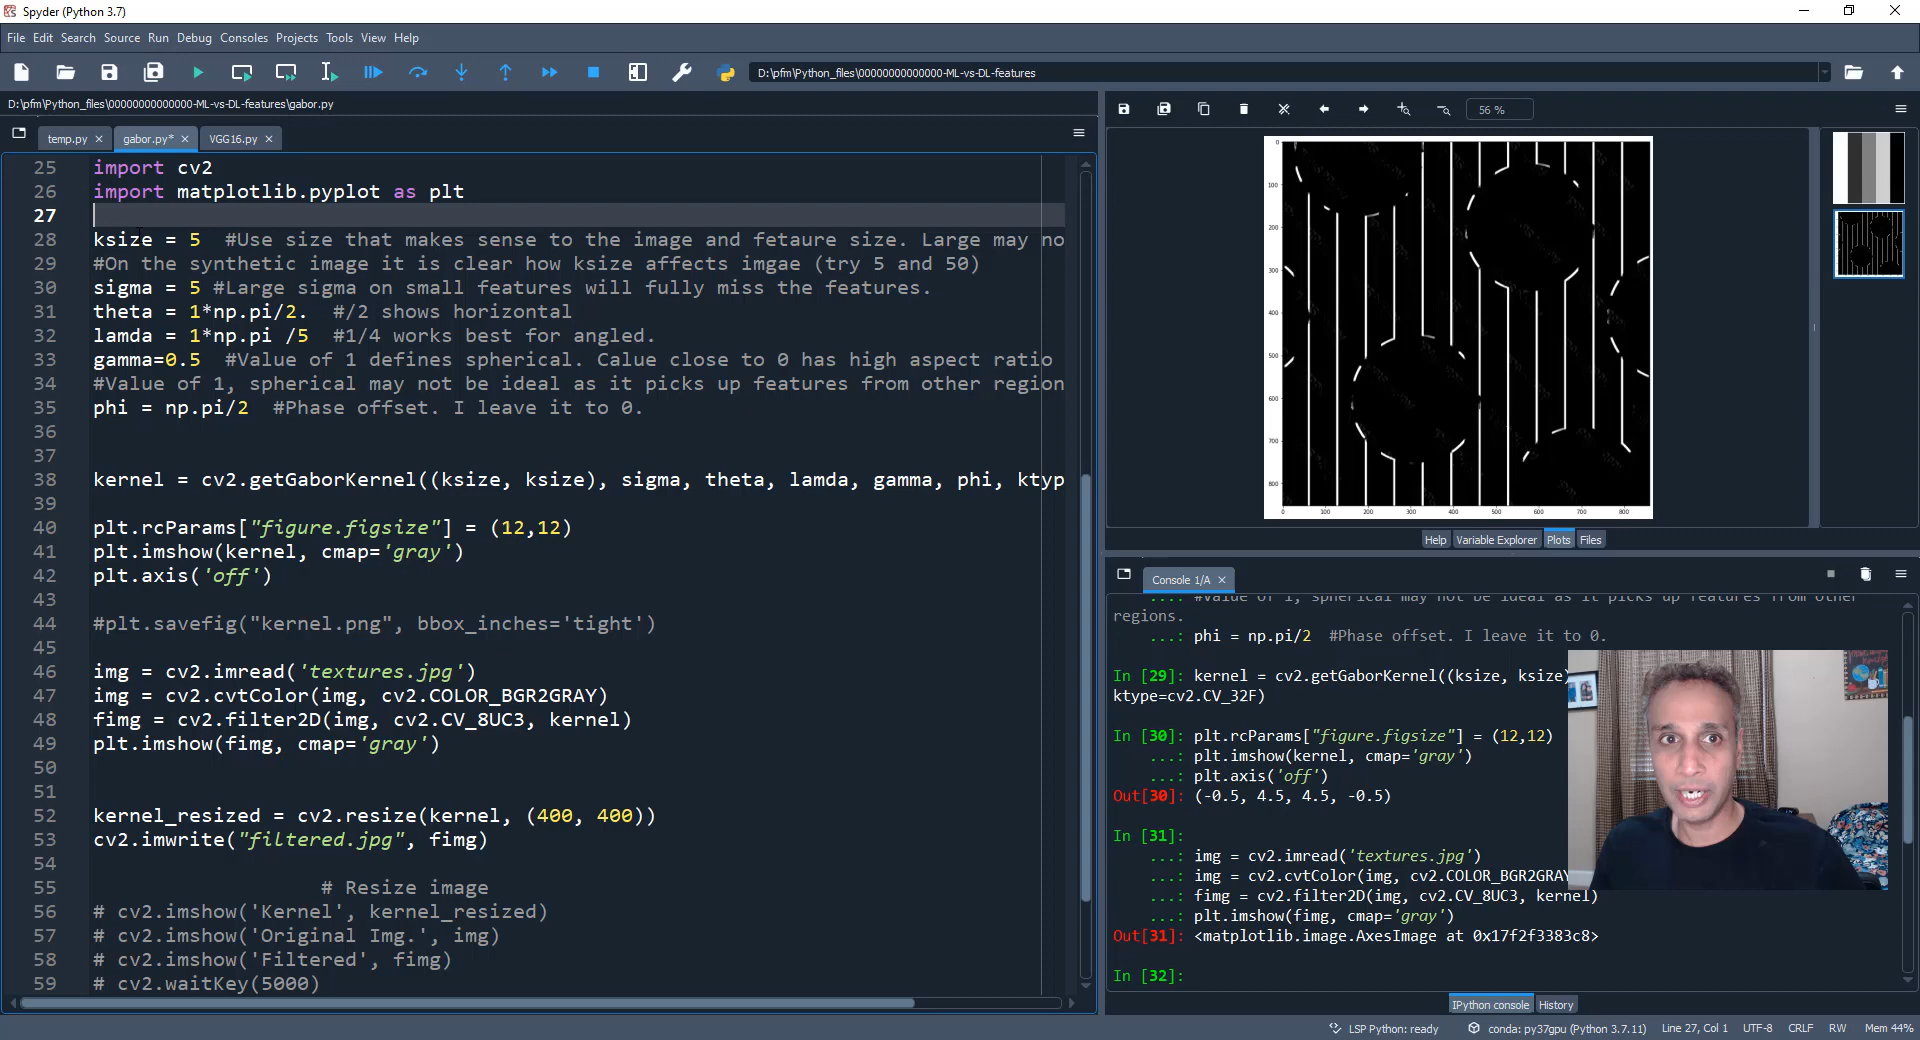 Spyder (Python 3.7)
File Edit Search Source Run Debug Consoles Projects Tools View Help
D:\pfm\Python_files\00000000000000-ML-vs-DL-features
D:\pfm\Python_files\00000000000000-ML-vs-DL-features\gabor.py
temp.py gabor.py* VGG16.py
25 import cv2
26 import matplotlib.pyplot as plt
27
28 ksize = 5 #Use size that makes sense to the image and fetaure size. Large may no
29 #On the synthetic image it is clear how ksize affects imgae (try 5 and 50)
30 sigma = 5 #Large sigma on small features will fully miss the features.
31 theta = 1*np.pi/2. #/2 shows horizontal
32 lamda = 1*np.pi /5 #1/4 works best for angled.
33 gamma=0.5 #Value of 1 defines spherical. Calue close to 0 has high aspect ratio
34 #Value of 1, spherical may not be ideal as it picks up features from other region
35 phi = np.pi/2 #Phase offset. I leave it to 0.
36
37
38 kernel = cv2.getGaborKernel((ksize, ksize), sigma, theta, lamda, gamma, phi, ktyp
39
40 plt.rcParams["figure.figsize"] = (12,12)
41 plt.imshow(kernel, cmap='gray')
42 plt.axis('off')
43
44 #plt.savefig("kernel.png", bbox_inches='tight')
45
46 img = cv2.imread('textures.jpg')
47 img = cv2.cvtColor(img, cv2.COLOR_BGR2GRAY)
48 fimg = cv2.filter2D(img, cv2.CV_8UC3, kernel)
49 plt.imshow(fimg, cmap='gray')
50
51
52 kernel_resized = cv2.resize(kernel, (400, 400))
53 cv2.imwrite("filtered.jpg", fimg)
54
55 # Resize image
56 # cv2.imshow('Kernel', kernel_resized)
57 # cv2.imshow('Original Img.', img)
58 # cv2.imshow('Filtered', fimg)
59 # cv2.waitKey(5000)
56 %
0
100
200
300
400
500
600
700
800
0 100 200 300 400 500 600 700 800
Help Variable Explorer Plots Files
Console 1/A
...: #Value of 1, spherical may not be ideal as it picks up features from other
regions.
...: phi = np.pi/2 #Phase offset. I leave it to 0.
In [29]: kernel = cv2.getGaborKernel((ksize, ksize)
ktype=cv2.CV_32F)
In [30]: plt.rcParams["figure.figsize"] = (12,12)
...: plt.imshow(kernel, cmap='gray')
...: plt.axis('off')
Out[30]: (-0.5, 4.5, 4.5, -0.5)
In [31]:
...: img = cv2.imread('textures.jpg')
...: img = cv2.cvtColor(img, cv2.COLOR_BGR2GRAY
...: fimg = cv2.filter2D(img, cv2.CV_8UC3, kernel)
...: plt.imshow(fimg, cmap='gray')
Out[31]: <matplotlib.image.AxesImage at 0x17f2f3383c8>
In [32]:
IPython console History
LSP Python: ready conda: py37gpu (Python 3.7.11) Line 27, Col 1 UTF-8 CRLF RW Mem 44%